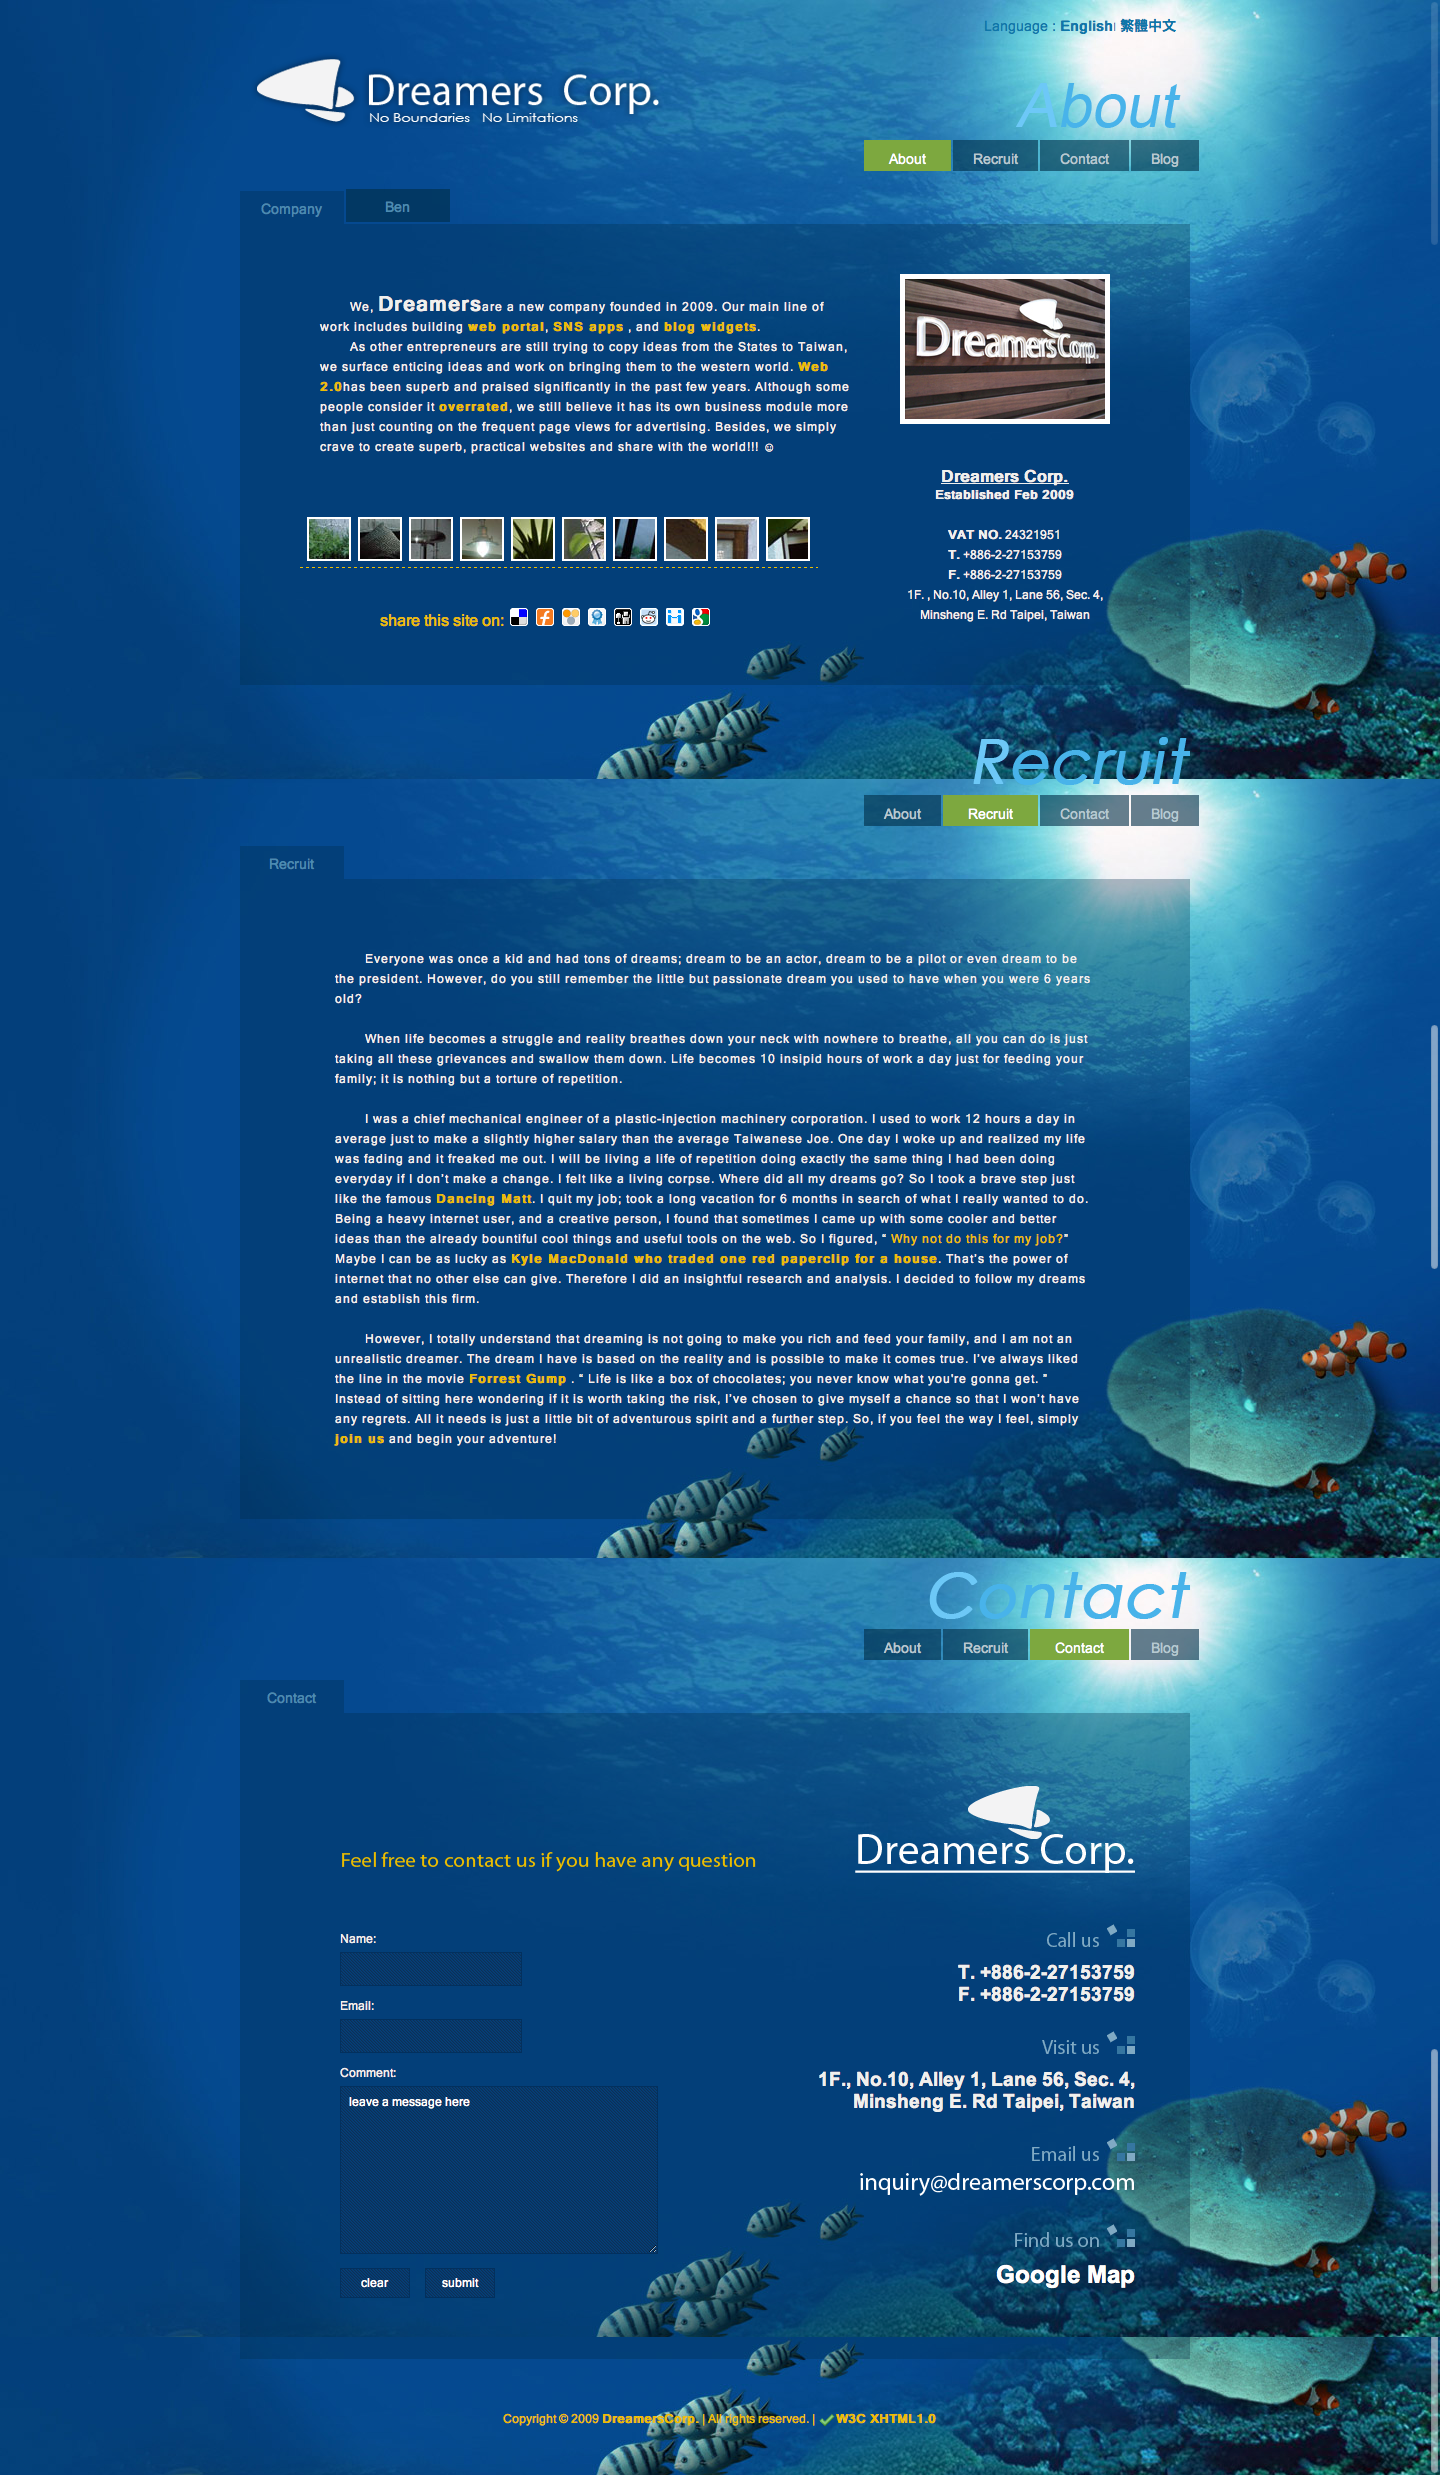 Language : English 繁體中文
Dreamers Corp.
No Boundaries No Limitations
About
About Recruit Contact Blog
Company Ben
We, Dreamersare a new company founded in 2009. Our main line of
work includes building web portal, SNS apps , and blog widgets.
As other entrepreneurs are still trying to copy ideas from the States to Taiwan,
we surface enticing ideas and work on bringing them to the western world. Web
2.0has been superb and praised significantly in the past few years. Although some
people consider it overrated, we still believe it has its own business module more
than just counting on the frequent page views for advertising. Besides, we simply
crave to create superb, practical websites and share with the world!!! ☺
DreamersCorp.
Dreamers Corp.
Established Feb 2009
VAT NO. 24321951
T. +886-2-27153759
F. +886-2-27153759
1F. , No.10, Alley 1, Lane 56, Sec. 4,
Minsheng E. Rd Taipei, Taiwan
share this site on:
Recruit
About Recruit Contact Blog
Recruit
Everyone was once a kid and had tons of dreams; dream to be an actor, dream to be a pilot or even dream to be
the president. However, do you still remember the little but passionate dream you used to have when you were 6 years
old?
When life becomes a struggle and reality breathes down your neck with nowhere to breathe, all you can do is just
taking all these grievances and swallow them down. Life becomes 10 insipid hours of work a day just for feeding your
family; it is nothing but a torture of repetition.
I was a chief mechanical engineer of a plastic-injection machinery corporation. I used to work 12 hours a day in
average just to make a slightly higher salary than the average Taiwanese Joe. One day I woke up and realized my life
was fading and it freaked me out. I will be living a life of repetition doing exactly the same thing I had been doing
everyday if I don't make a change. I felt like a living corpse. Where did all my dreams go? So I took a brave step just
like the famous Dancing Matt. I quit my job; took a long vacation for 6 months in search of what I really wanted to do.
Being a heavy internet user, and a creative person, I found that sometimes I came up with some cooler and better
ideas than the already bountiful cool things and useful tools on the web. So I figured, “ Why not do this for my job?”
Maybe I can be as lucky as Kyle MacDonald who traded one red paperclip for a house. That's the power of
internet that no other else can give. Therefore I did an insightful research and analysis. I decided to follow my dreams
and establish this firm.
However, I totally understand that dreaming is not going to make you rich and feed your family, and I am not an
unrealistic dreamer. The dream I have is based on the reality and is possible to make it comes true. I've always liked
the line in the movie Forrest Gump . “ Life is like a box of chocolates; you never know what you're gonna get. ”
Instead of sitting here wondering if it is worth taking the risk, I've chosen to give myself a chance so that I won't have
any regrets. All it needs is just a little bit of adventurous spirit and a further step. So, if you feel the way I feel, simply
join us and begin your adventure!
Contact
About Recruit Contact Blog
Contact
Dreamers Corp.
Feel free to contact us if you have any question
Name:
Email:
Comment:
leave a message here
clear submit
Call us
T. +886-2-27153759
F. +886-2-27153759
Visit us
1F., No.10, Alley 1, Lane 56, Sec. 4,
Minsheng E. Rd Taipei, Taiwan
Email us
inquiry@dreamerscorp.com
Find us on
Google Map
Copyright © 2009 DreamersCorp. | All rights reserved. | W3C XHTML1.0